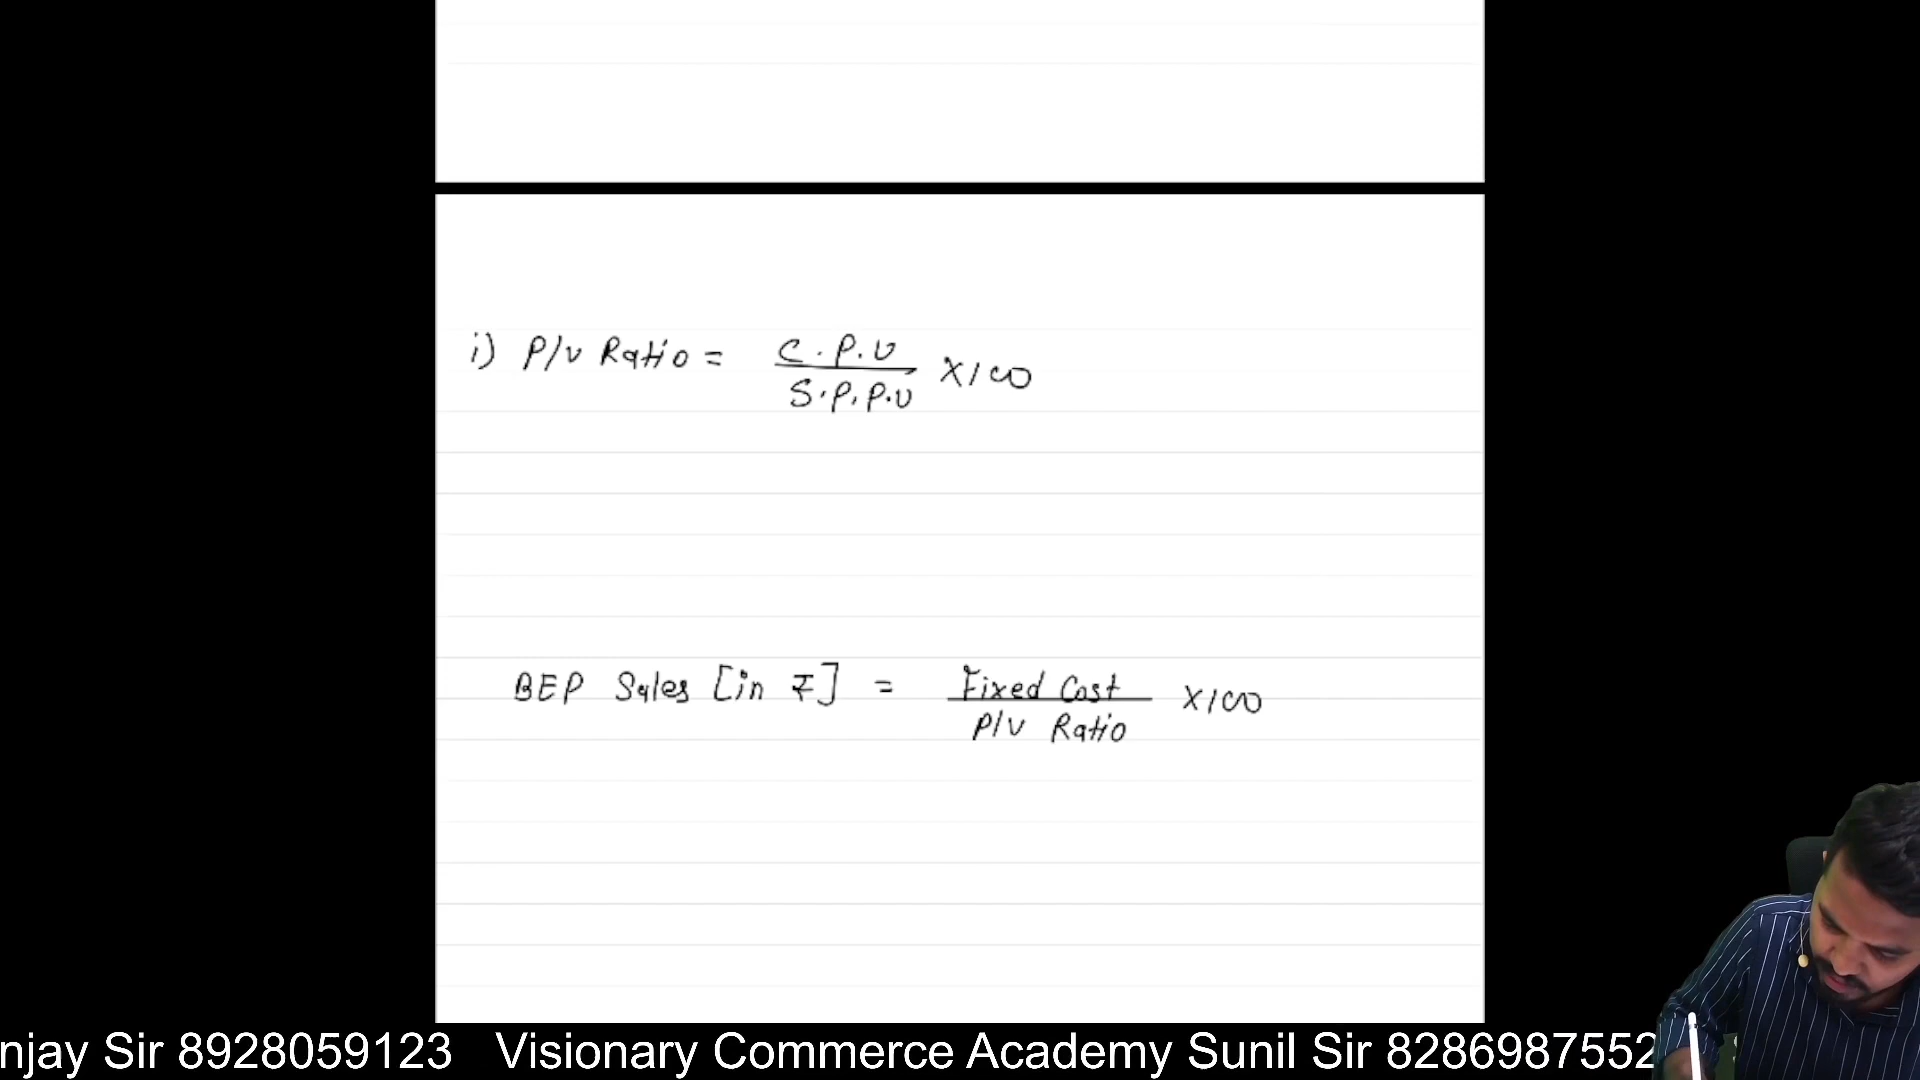 i) P/V Ratio = C.P.U / S.P.P.U X100
BEP Sales [in ₹] = Fixed Cost / P/V Ratio X100
njay Sir 8928059123 Visionary Commerce Academy Sunil Sir 8286987552